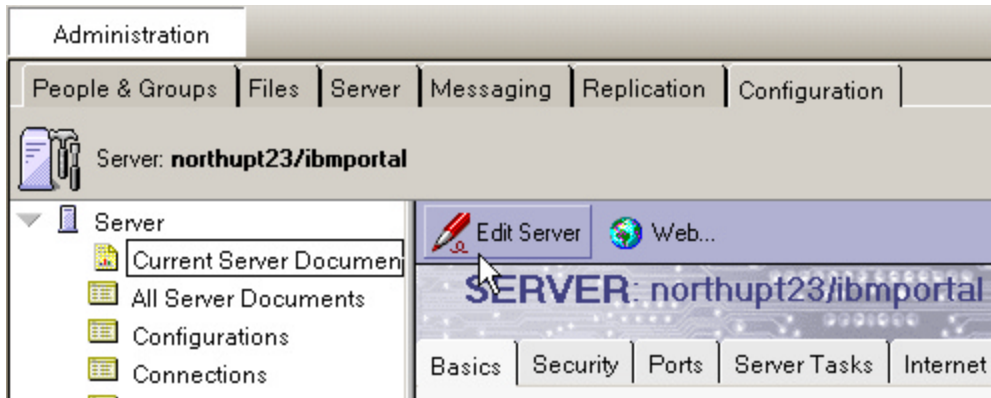 Administration
People & Groups Files Server Messaging Replication Configuration
Server: northupt23/ibmportal
Server
Current Server Documen
All Server Documents
Configurations
Connections
Edit Server Web...
SERVER: northupt23/ibmportal
Basics Security Ports Server Tasks Internet